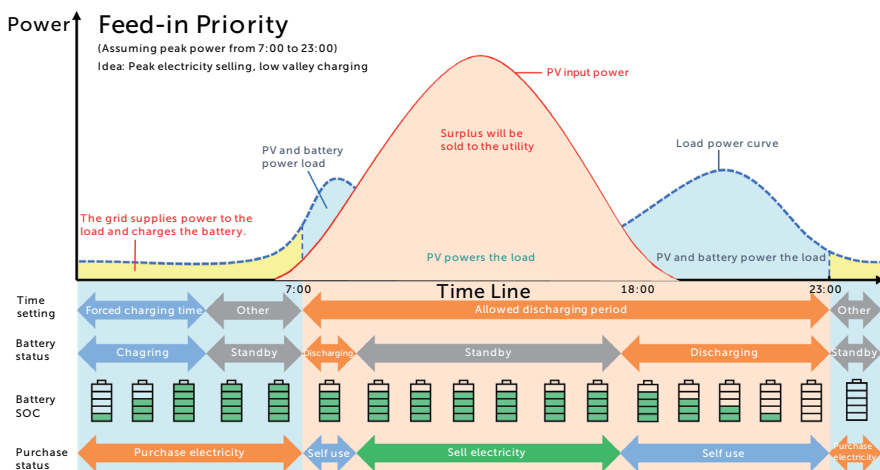 Power
Feed-in Priority
(Assuming peak power from 7:00 to 23:00)
Idea: Peak electricity selling, low valley charging
PV input power
PV and battery
power load
Surplus will be
sold to the utility
Load power curve
The grid supplies power to the
load and charges the battery.
PV powers the load
PV and battery power the load
7:00
Time Line
18:00
23:00
Time
setting
Forced charging time
Other
Allowed discharging period
Other
Battery
status
Chagring
Standby
Discharging
Standby
Discharging
Standby
Battery
SOC
Purchase
status
Purchase electricity
Self use
Sell electricity
Self use
Purchase
electricity